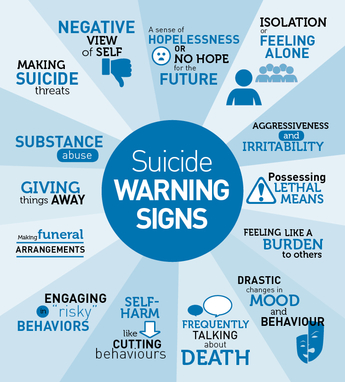 Suicide
WARNING
SIGNS
NEGATIVE
VIEW
of SELF
A sense of
HOPELESSNESS
OR
NO HOPE
for the
FUTURE
ISOLATION
or
FEELING
ALONE
AGGRESSIVENESS
and
IRRITABILITY
Possessing
LETHAL
MEANS
FEELING LIKE A
BURDEN
to others
DRASTIC
changes in
MOOD
and
BEHAVIOUR
FREQUENTLY
TALKING
about
DEATH
SELF-
HARM
like
CUTTING
behaviours
ENGAGING
in "risky"
BEHAVIORS
Making funeral
ARRANGEMENTS
GIVING
things AWAY
SUBSTANCE
abuse
MAKING
SUICIDE
threats